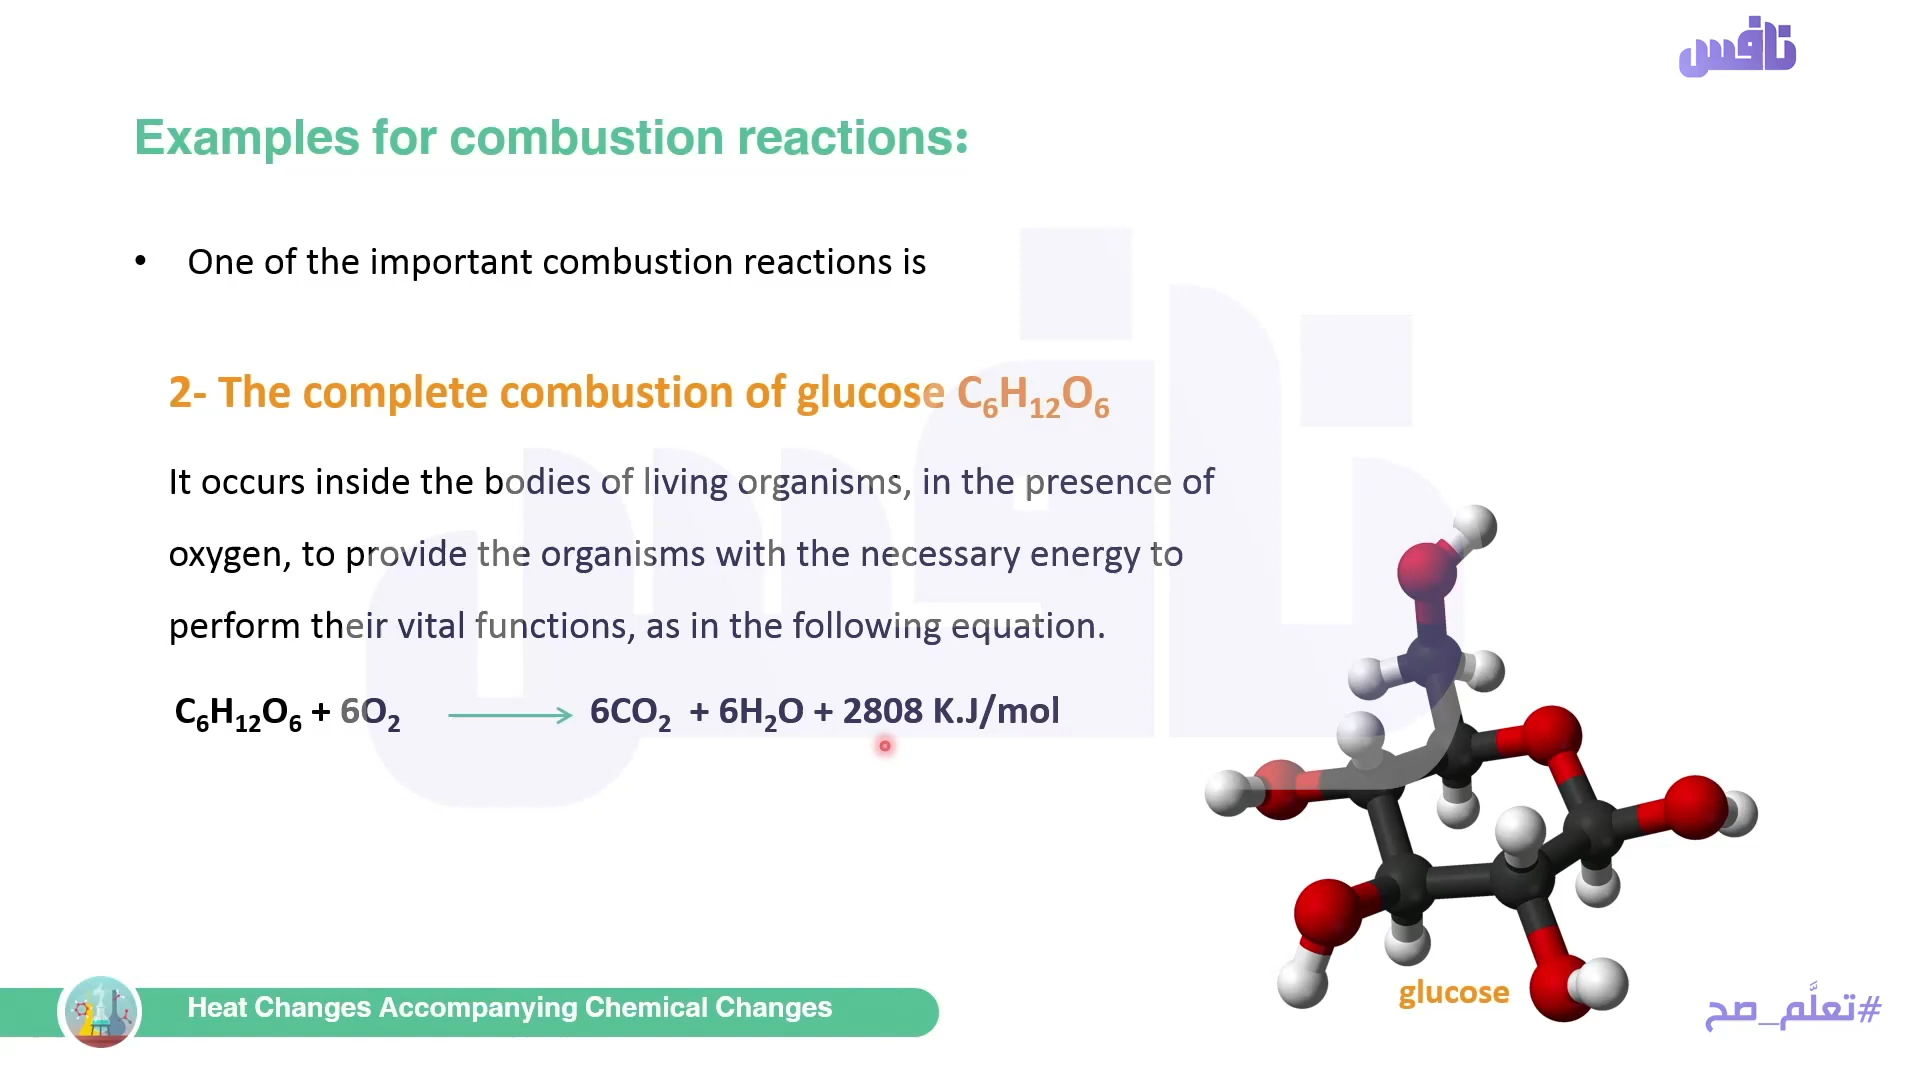 نافس
Examples for combustion reactions:
• One of the important combustion reactions is
2- The complete combustion of glucose C₆H₁₂O₆
It occurs inside the bodies of living organisms, in the presence of
oxygen, to provide the organisms with the necessary energy to
perform their vital functions, as in the following equation.
C₆H₁₂O₆ + 6O₂ ⟶ 6CO₂ + 6H₂O + 2808 K.J/mol
glucose
Heat Changes Accompanying Chemical Changes
#تعلَّم_صح